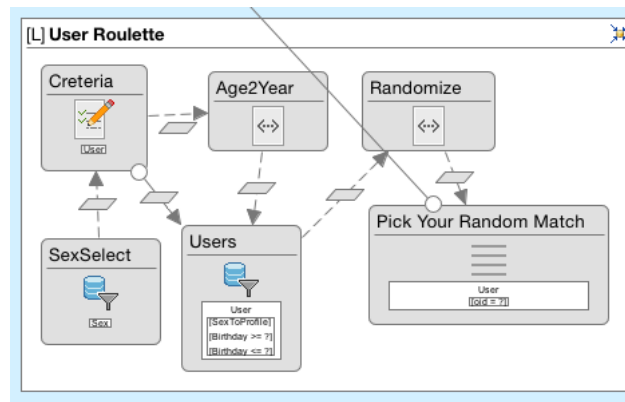 [L] User Roulette
Creteria
User
Age2Year
Randomize
SexSelect
Sex
Users
User
[SexToProfile]
[Birthday >= ?]
[Birthday <= ?]
Pick Your Random Match
User
[oid = ?]